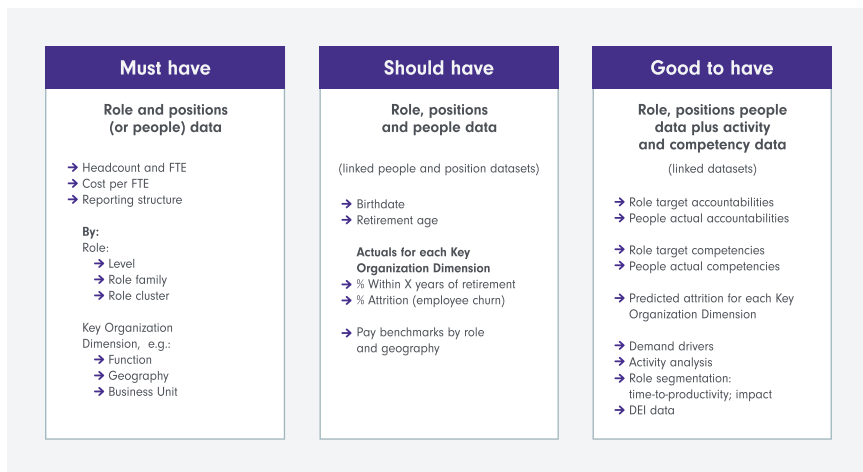 Must have
Role and positions
(or people) data
→ Headcount and FTE
→ Cost per FTE
→ Reporting structure
By:
Role:
→ Level
→ Role family
→ Role cluster
Key Organization
Dimension, e.g.:
→ Function
→ Geography
→ Business Unit
Should have
Role, positions
and people data
(linked people and position datasets)
→ Birthdate
→ Retirement age
Actuals for each Key
Organization Dimension
→ % Within X years of retirement
→ % Attrition (employee churn)
→ Pay benchmarks by role
and geography
Good to have
Role, positions people
data plus activity
and competency data
(linked datasets)
→ Role target accountabilities
→ People actual accountabilities
→ Role target competencies
→ People actual competencies
→ Predicted attrition for each Key
Organization Dimension
→ Demand drivers
→ Activity analysis
→ Role segmentation:
time-to-productivity; impact
→ DEI data